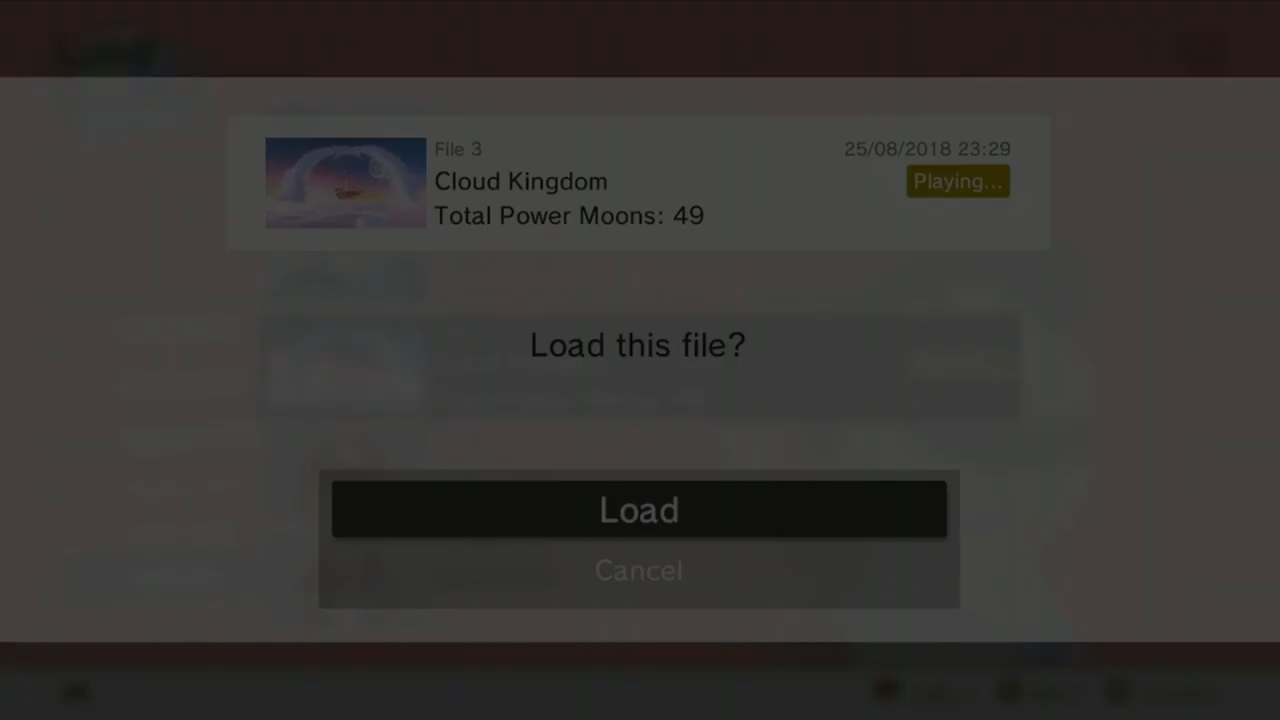 File 3
25/08/2018 23:29
Cloud Kingdom
Playing...
Total Power Moons: 49
Load this file?
Load
Cancel